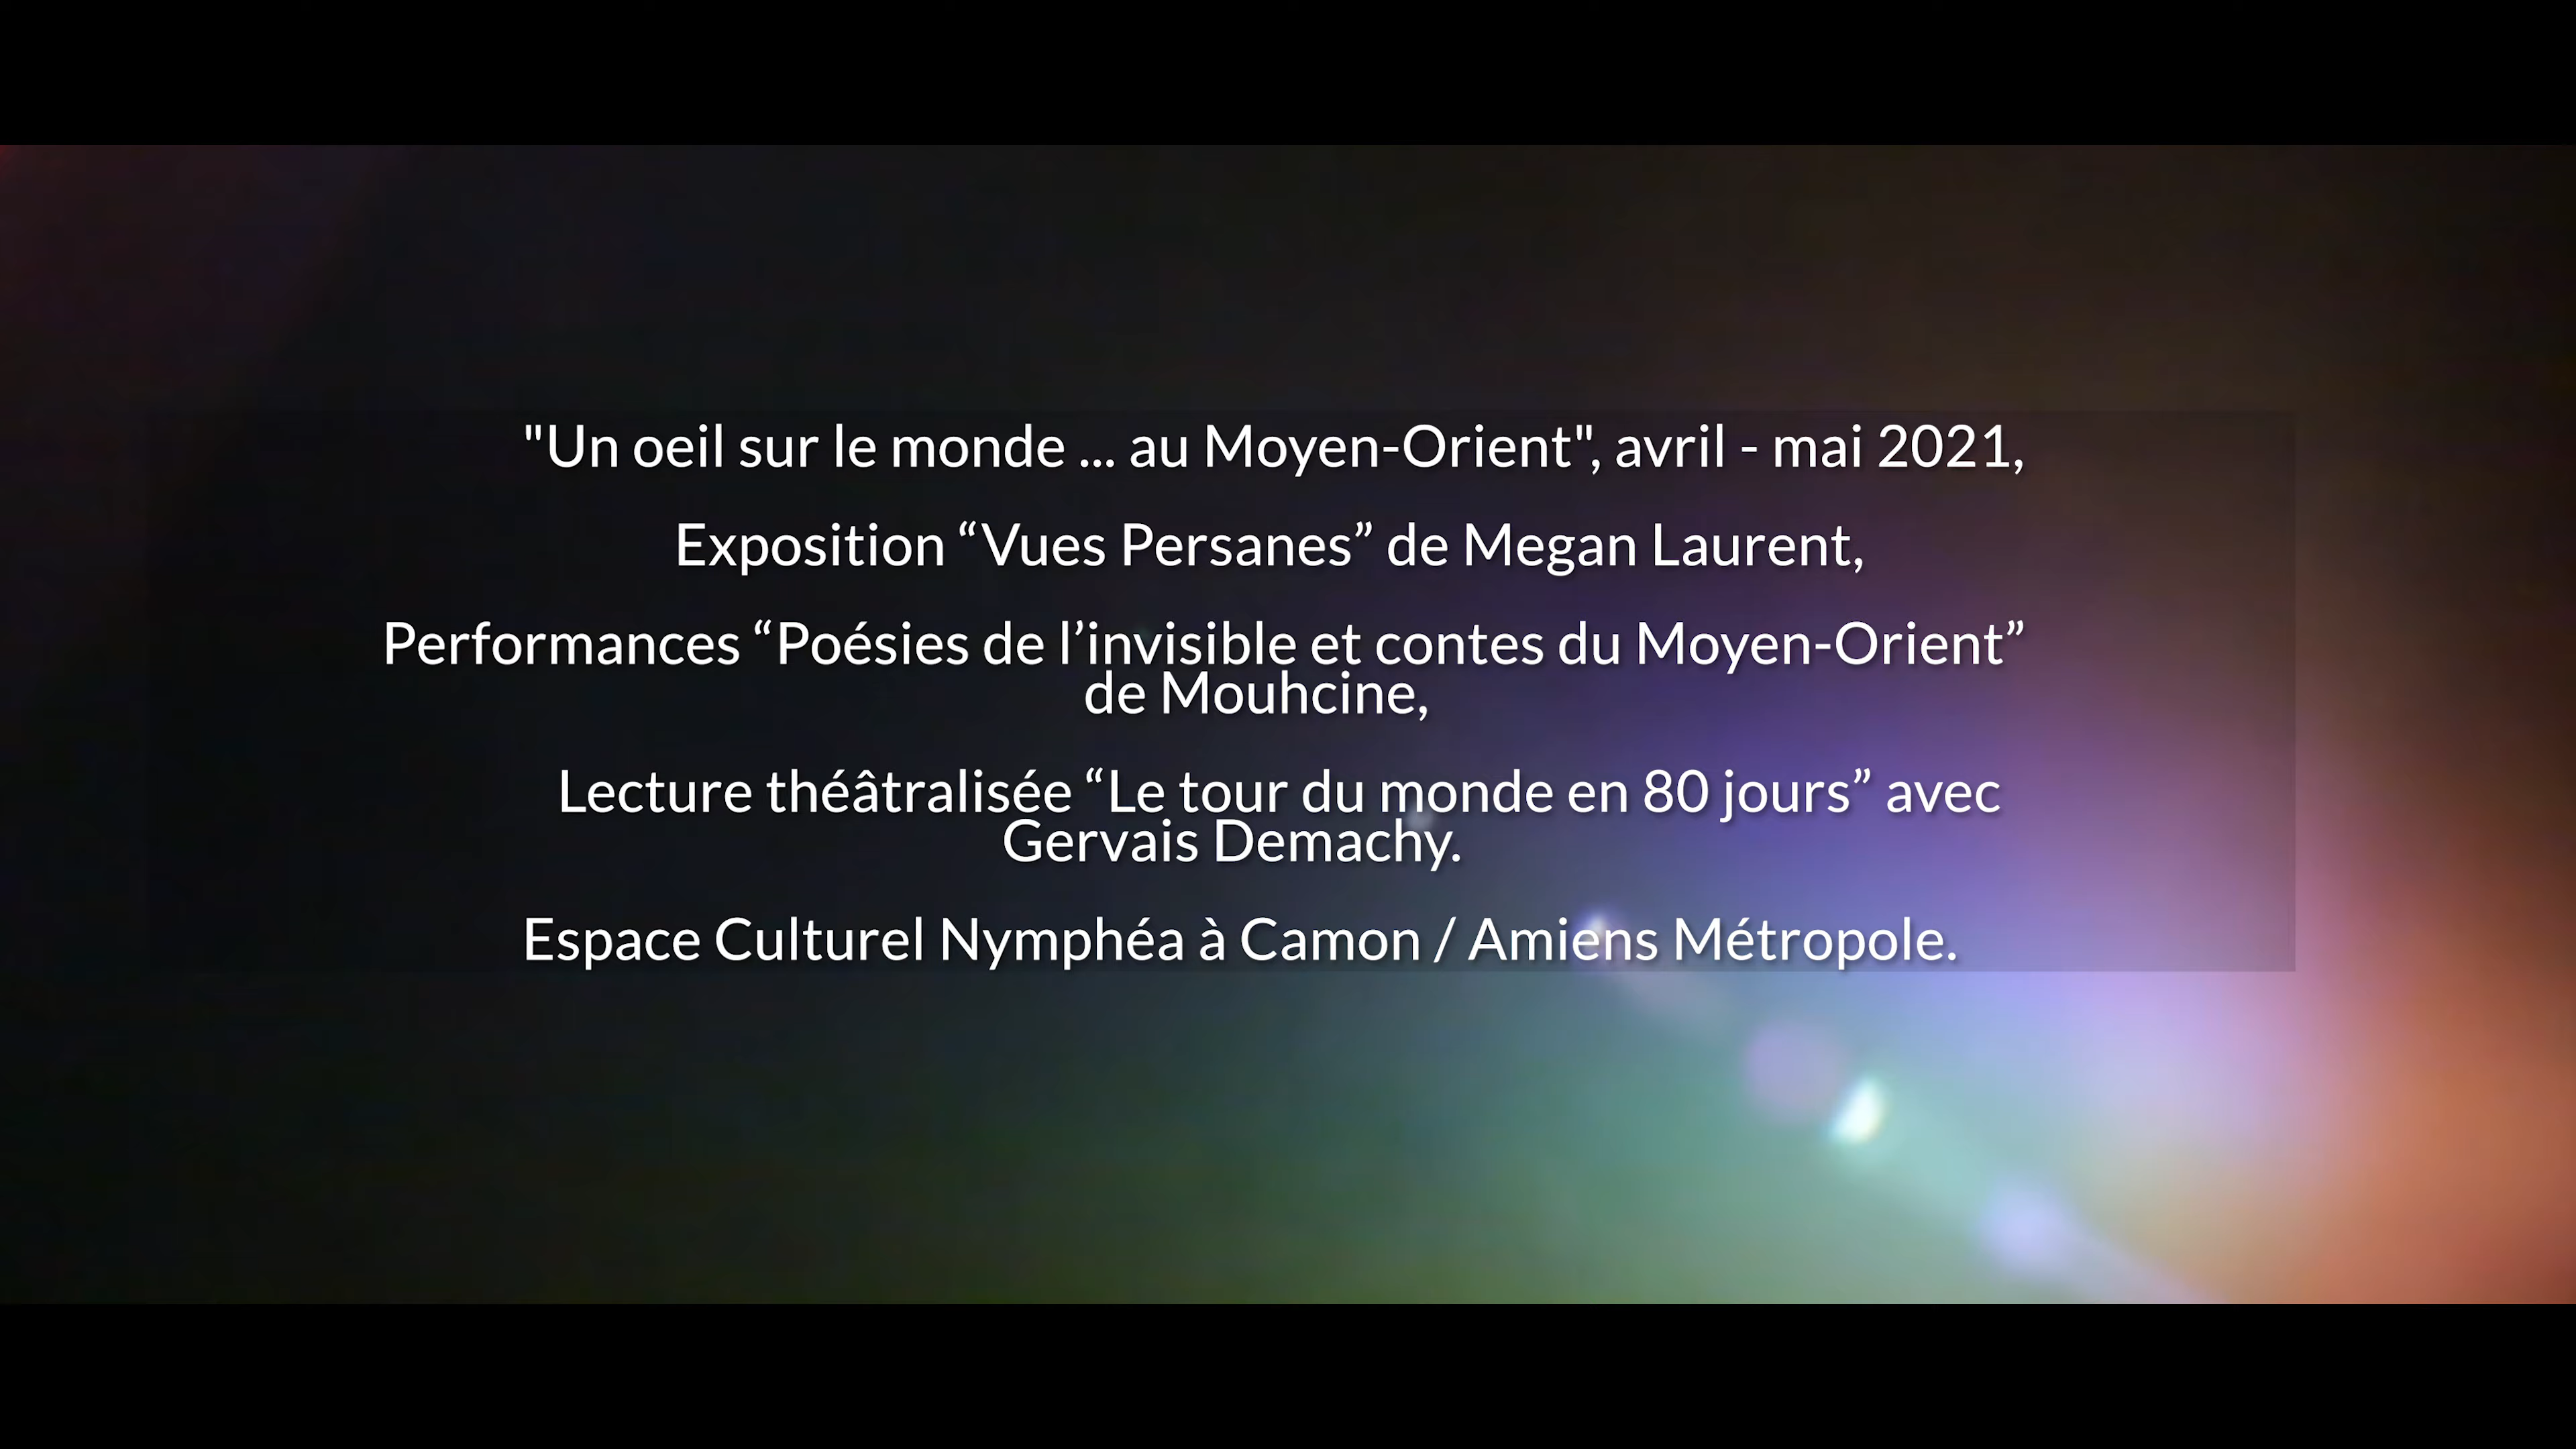 "Un oeil sur le monde ... au Moyen-Orient", avril - mai 2021,
Exposition “Vues Persanes” de Megan Laurent,
Performances “Poésies de l’invisible et contes du Moyen-Orient”
de Mouhcine,
Lecture théâtralisée “Le tour du monde en 80 jours” avec
Gervais Demachy.
Espace Culturel Nymphéa à Camon / Amiens Métropole.